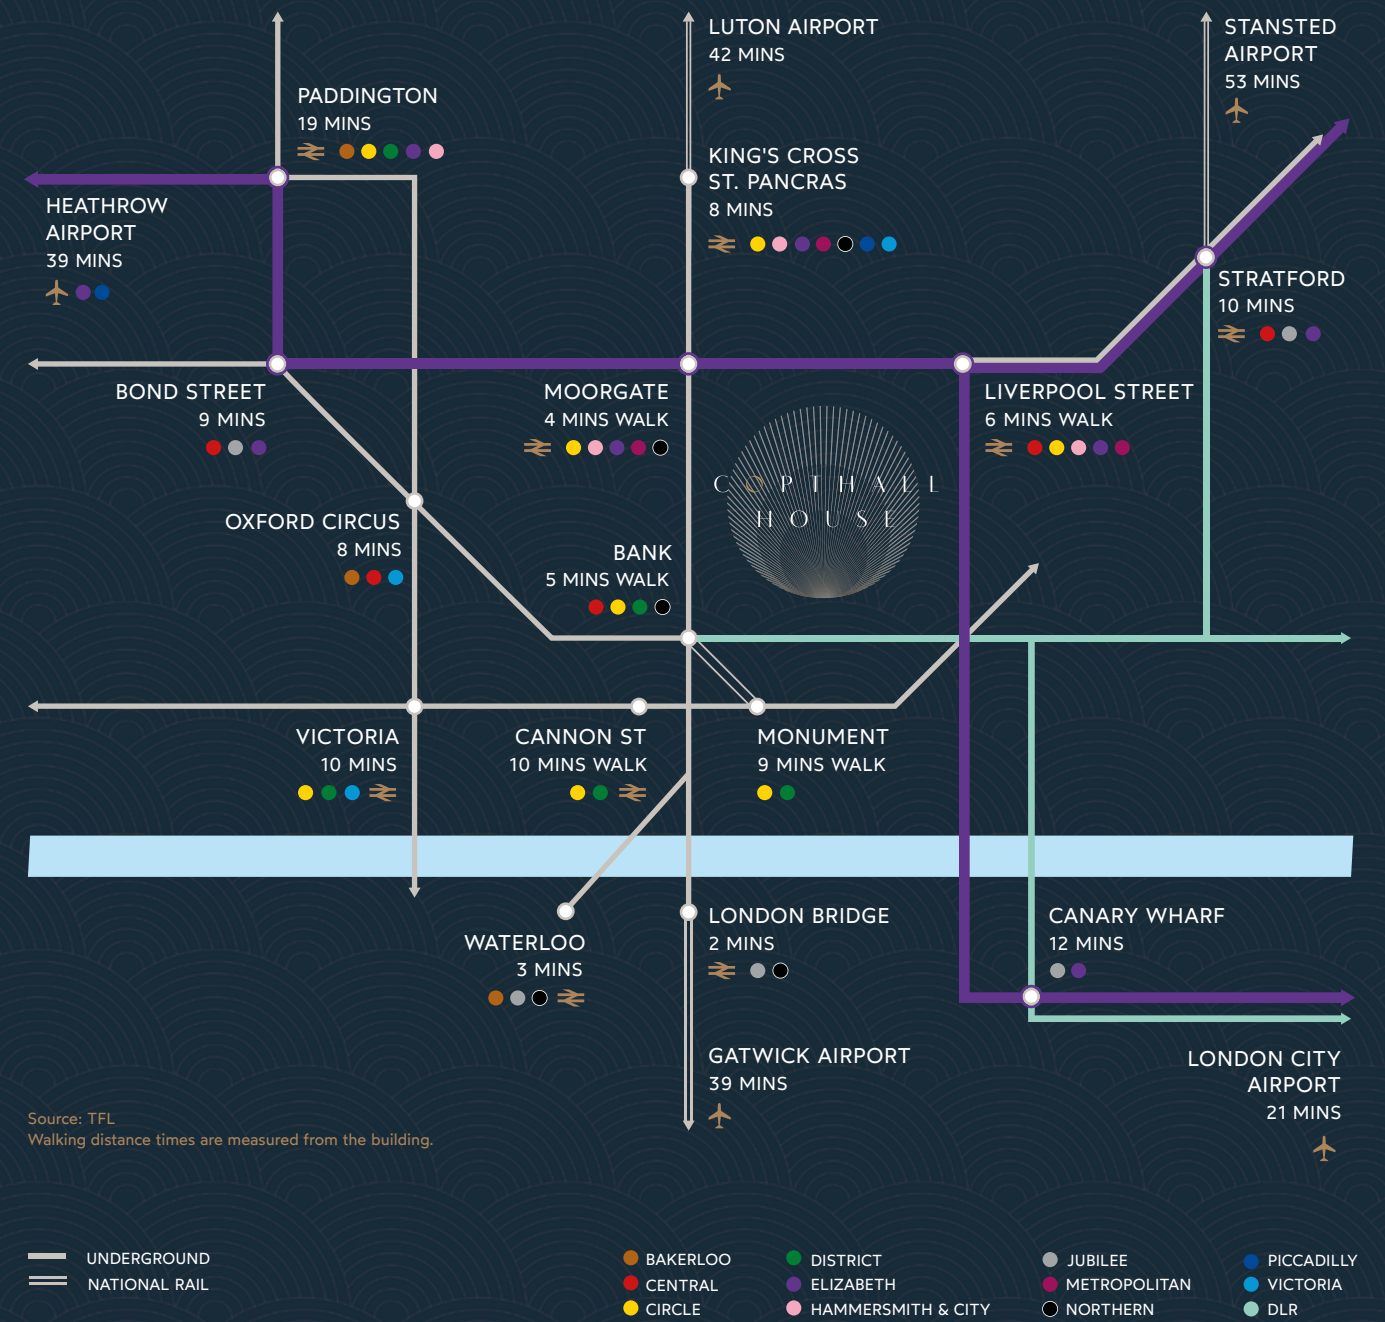 LUTON AIRPORT
42 MINS
STANSTED
AIRPORT
53 MINS
PADDINGTON
19 MINS
KING'S CROSS
ST. PANCRAS
8 MINS
HEATHROW
AIRPORT
39 MINS
STRATFORD
10 MINS
BOND STREET
9 MINS
MOORGATE
4 MINS WALK
LIVERPOOL STREET
6 MINS WALK
COPTHALL
HOUSE
OXFORD CIRCUS
8 MINS
BANK
5 MINS WALK
VICTORIA
10 MINS
CANNON ST
10 MINS WALK
MONUMENT
9 MINS WALK
WATERLOO
3 MINS
LONDON BRIDGE
2 MINS
CANARY WHARF
12 MINS
GATWICK AIRPORT
39 MINS
LONDON CITY
AIRPORT
21 MINS
Source: TFL
Walking distance times are measured from the building.
UNDERGROUND
NATIONAL RAIL
BAKERLOO
CENTRAL
CIRCLE
DISTRICT
ELIZABETH
HAMMERSMITH & CITY
JUBILEE
METROPOLITAN
NORTHERN
PICCADILLY
VICTORIA
DLR